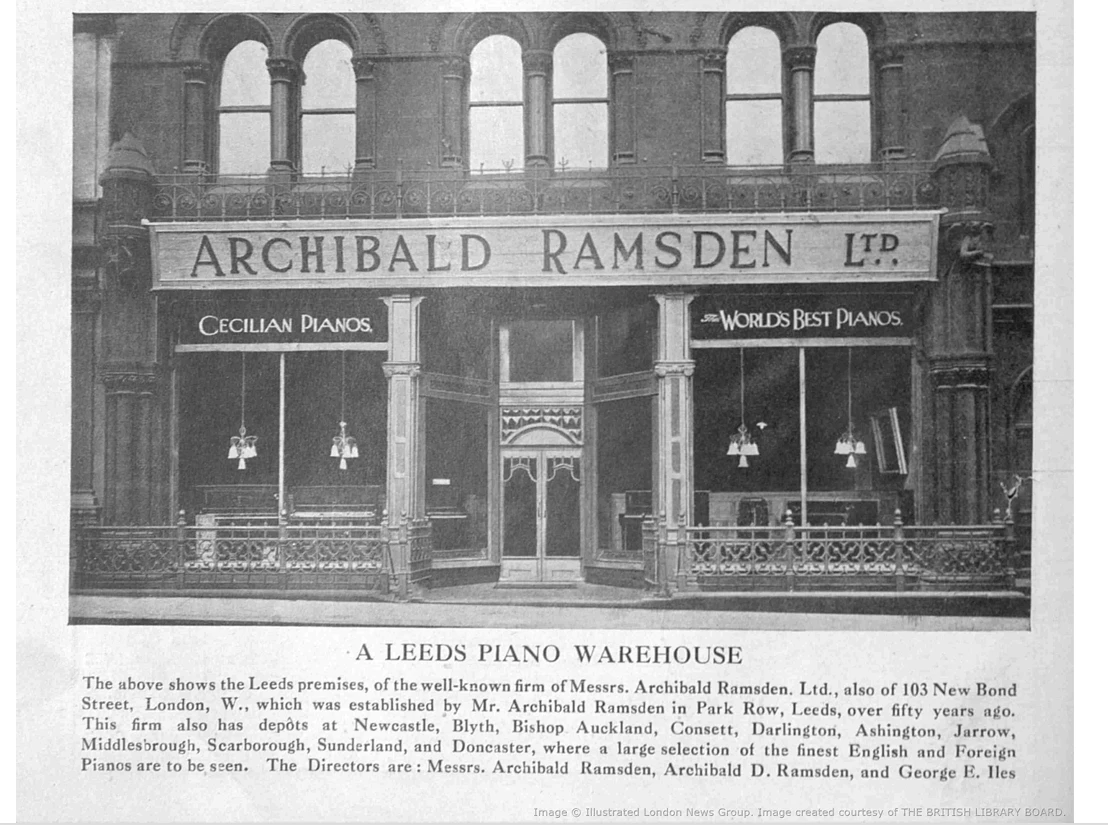 ARCHIBALD RAMSDEN LTD.
CECILIAN PIANOS.
THE WORLD'S BEST PIANOS.
A LEEDS PIANO WAREHOUSE
The above shows the Leeds premises, of the well-known firm of Messrs. Archibald Ramsden. Ltd., also of 103 New Bond
Street, London, W., which was established by Mr. Archibald Ramsden in Park Row, Leeds, over fifty years ago.
This firm also has depôts at Newcastle, Blyth, Bishop Auckland, Consett, Darlington, Ashington, Jarrow,
Middlesbrough, Scarborough, Sunderland, and Doncaster, where a large selection of the finest English and Foreign
Pianos are to be seen. The Directors are : Messrs. Archibald Ramsden, Archibald D. Ramsden, and George E. Iles
Image © Illustrated London News Group. Image created courtesy of THE BRITISH LIBRARY BOARD.